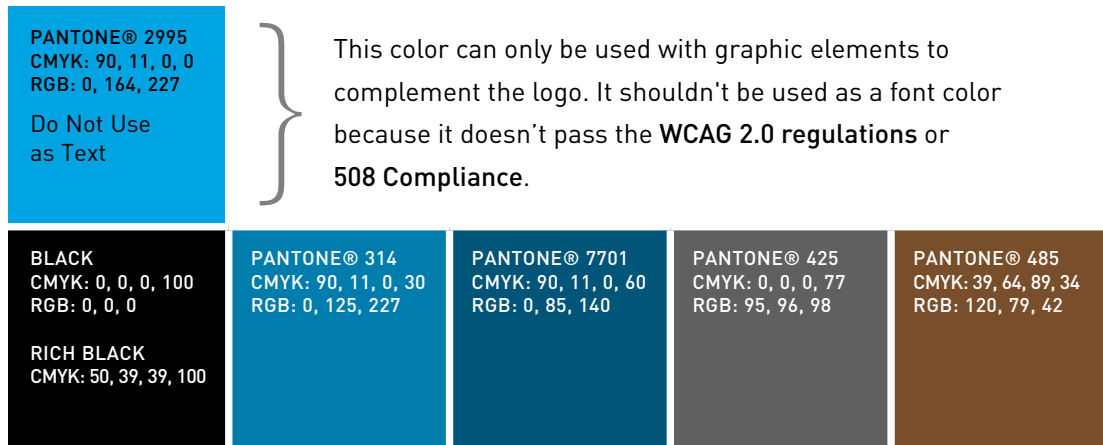 PANTONE® 2995
CMYK: 90, 11, 0, 0
RGB: 0, 164, 227
Do Not Use
as Text
This color can only be used with graphic elements to
complement the logo. It shouldn't be used as a font color
because it doesn’t pass the WCAG 2.0 regulations or
508 Compliance.
BLACK
CMYK: 0, 0, 0, 100
RGB: 0, 0, 0
RICH BLACK
CMYK: 50, 39, 39, 100
PANTONE® 314
CMYK: 90, 11, 0, 30
RGB: 0, 125, 227
PANTONE® 7701
CMYK: 90, 11, 0, 60
RGB: 0, 85, 140
PANTONE® 425
CMYK: 0, 0, 0, 77
RGB: 95, 96, 98
PANTONE® 485
CMYK: 39, 64, 89, 34
RGB: 120, 79, 42